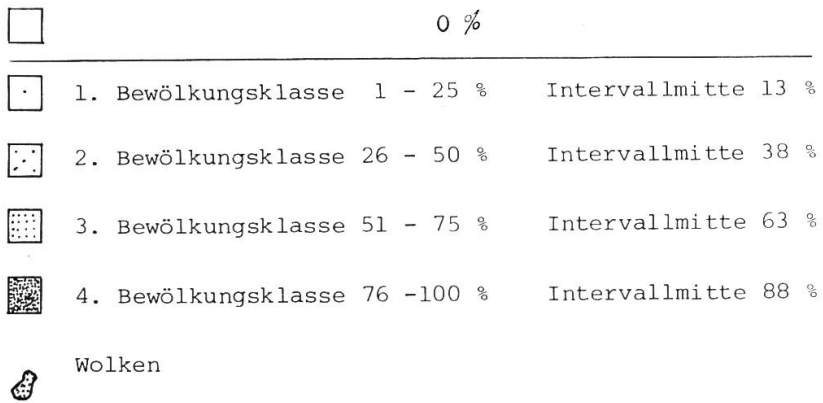 0 %
1. Bewölkungsklasse 1 - 25 % Intervallmitte 13 %
2. Bewölkungsklasse 26 - 50 % Intervallmitte 38 %
3. Bewölkungsklasse 51 - 75 % Intervallmitte 63 %
4. Bewölkungsklasse 76 -100 % Intervallmitte 88 %
Wolken